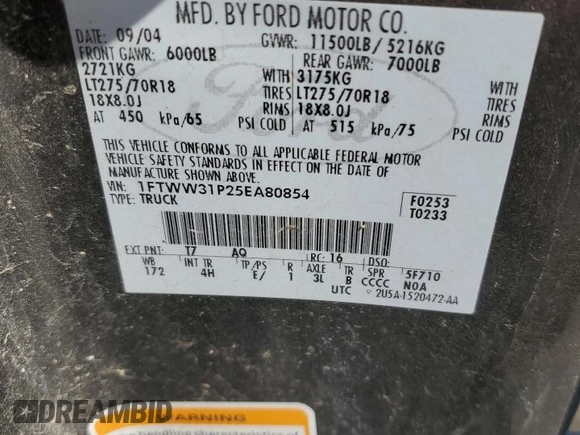 MFD. BY FORD MOTOR CO.
DATE: 09/04 GVWR: 11500LB/ 5216KG
FRONT GAWR: 6000LB REAR GAWR: 7000LB
2721KG WITH 3175KG WITH
LT275/70R18 TIRES LT275/70R18 TIRES
18X8.0J RIMS 18X8.0J RIMS
AT 450 kPa/65 PSI COLD AT 515 kPa/75 PSI COLD
THIS VEHICLE CONFORMS TO ALL APPLICABLE FEDERAL MOTOR
VEHICLE SAFETY STANDARDS IN EFFECT ON THE DATE OF
MANUFACTURE SHOWN ABOVE.
VIN: 1FTWW31P25EA80854 F0253
TYPE: TRUCK T0233
EXT PNT: T7 AQ RC: 16 DSO:
WB INT TR TP/PS R AXLE TR SPR 5F710
172 4H E/ 1 3L B CCCC N0A
UTC 2U5A-1520472-AA
Ford
WARNING
DREAMBID